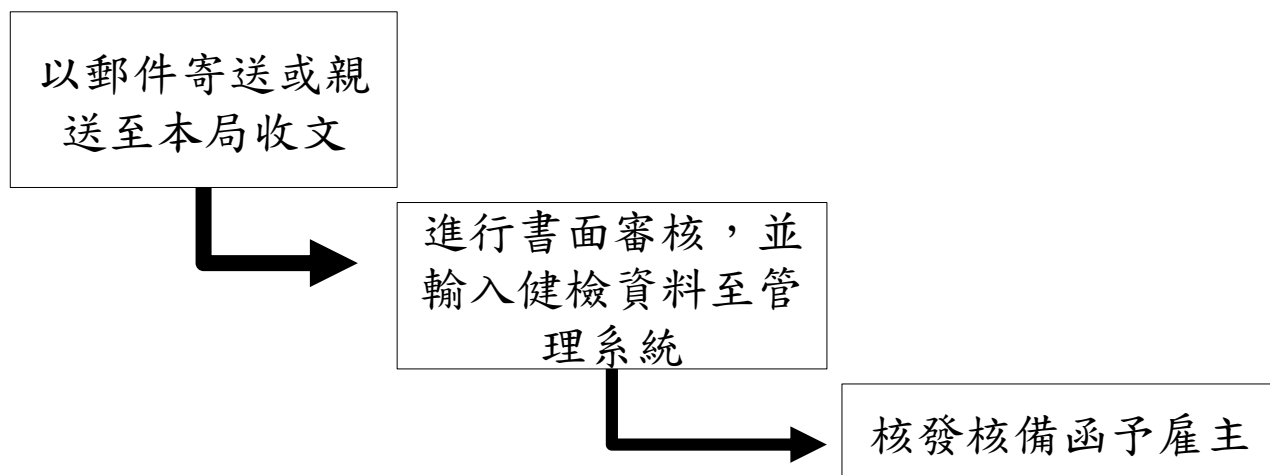 以郵件寄送或親
送至本局收文
進行書面審核，並
輸入健檢資料至管
理系統
核發核備函予雇主